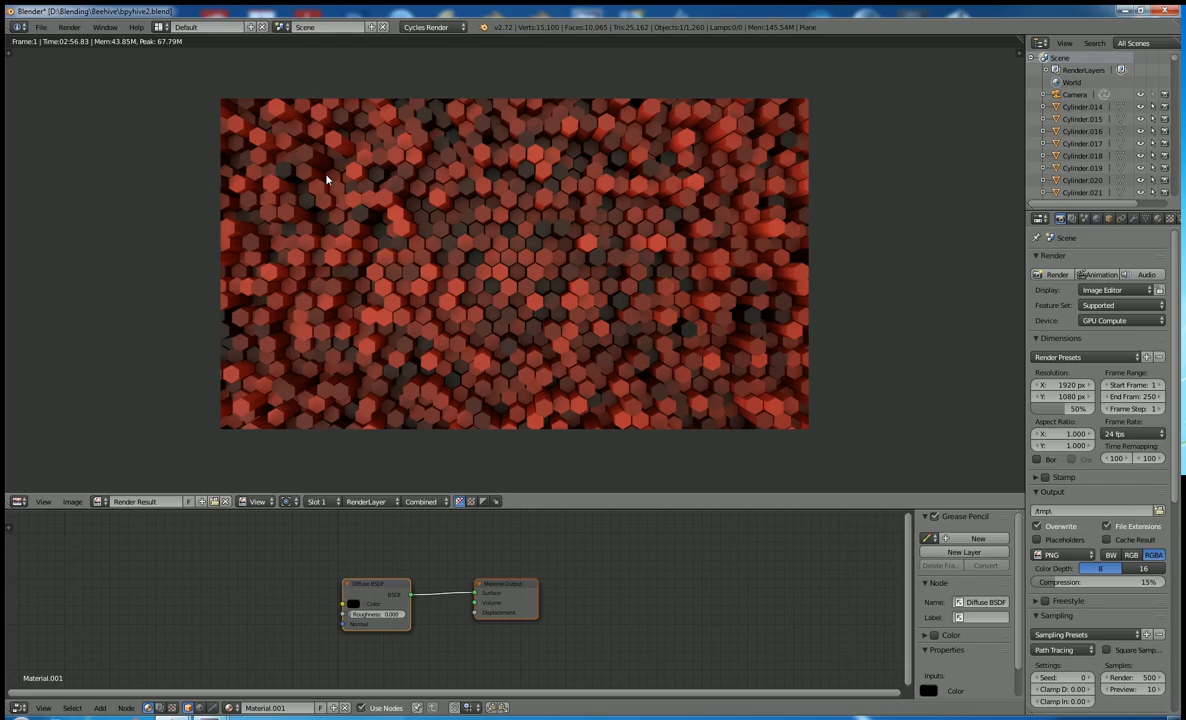 Blender* [D:\Blending\Beehive\bpyhive2.blend]
File Render Window Help Default Scene Cycles Render v2.72 | Verts:15,100 | Faces:10,065 | Tris:25,162 | Objects:1/1,260 | Lamps:0/0 | Mem:145.54M | Plane
Frame:1 | Time:02:56.83 | Mem:43.85M, Peak: 67.79M
View Search All Scenes
Scene
RenderLayers
World
Camera
Cylinder.014
Cylinder.015
Cylinder.016
Cylinder.017
Cylinder.018
Cylinder.019
Cylinder.020
Cylinder.021
Scene
Render
Render Animation Audio
Display: Image Editor
Feature Set: Supported
Device: GPU Compute
Dimensions
Render Presets
Resolution: Frame Range:
X: 1920 px Start Frame: 1
Y: 1080 px End Fram: 250
50% Frame Step: 1
Aspect Ratio: Frame Rate:
X: 1.000 24 fps
Y: 1.000 Time Remapping:
Bor Cro 100 100
Stamp
Output
/tmp\
Overwrite File Extensions
Placeholders Cache Result
PNG BW RGB RGBA
Color Depth: 8 16
Compression: 15%
Freestyle
Sampling
Sampling Presets
Path Tracing Square Samp...
Settings: Samples:
Seed: 0 Render: 500
Clamp D: 0.00 Preview: 10
Clamp In: 0.00
View Image Render Result F View Slot 1 RenderLayer Combined
Grease Pencil
New
New Layer
Delete Fra... Convert
Node
Name: Diffuse BSDF
Label:
Color
Properties
Inputs:
Color
Diffuse BSDF
BSDF
Color
Roughness: 0.000
Normal
Material Output
Surface
Volume
Displacement
Material.001
View Select Add Node Material.001 F Use Nodes